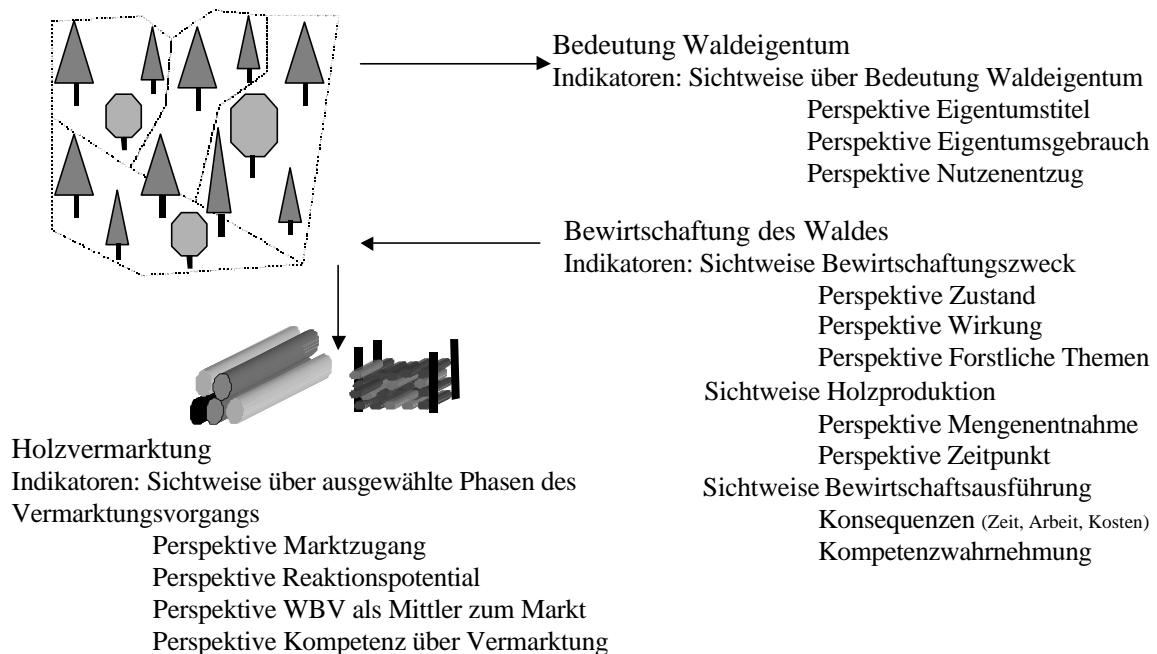 Bedeutung Waldeigentum
Indikatoren: Sichtweise über Bedeutung Waldeigentum
Perspektive Eigentumstitel
Perspektive Eigentumsgebrauch
Perspektive Nutzenentzug
Bewirtschaftung des Waldes
Indikatoren: Sichtweise Bewirtschaftungszweck
Perspektive Zustand
Perspektive Wirkung
Perspektive Forstliche Themen
Sichtweise Holzproduktion
Perspektive Mengenentnahme
Perspektive Zeitpunkt
Sichtweise Bewirtschaftsausführung
Konsequenzen (Zeit, Arbeit, Kosten)
Kompetenzwahrnehmung
Holzvermarktung
Indikatoren: Sichtweise über ausgewählte Phasen des
Vermarktungsvorgangs
Perspektive Marktzugang
Perspektive Reaktionspotential
Perspektive WBV als Mittler zum Markt
Perspektive Kompetenz über Vermarktung